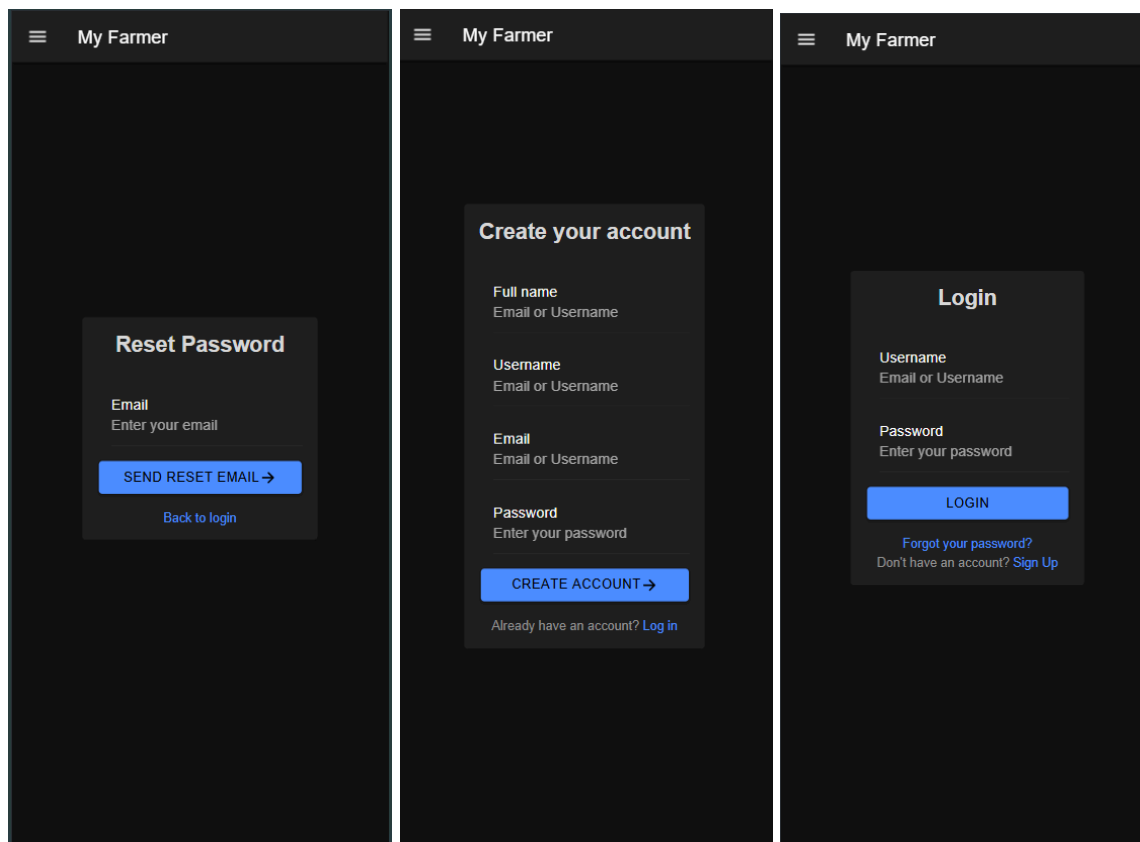 My Farmer
Reset Password
Email
Enter your email
SEND RESET EMAIL→
Back to login
My Farmer
Create your account
Full name
Email or Username
Username
Email or Username
Email
Email or Username
Password
Enter your password
CREATE ACCOUNT→
Already have an account? Log in
My Farmer
Login
Username
Email or Username
Password
Enter your password
LOGIN
Forgot your password?
Don't have an account? Sign Up